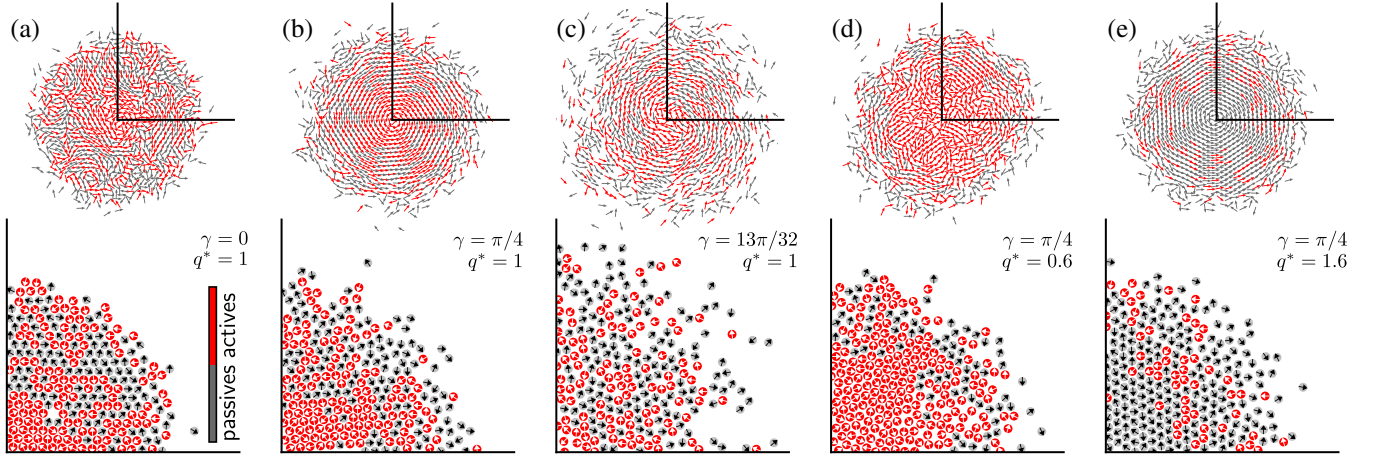 (a)
(b)
(c)
(d)
(e)
γ = 0
q* = 1
passives actives
γ = π/4
q* = 1
γ = 13π/32
q* = 1
γ = π/4
q* = 0.6
γ = π/4
q* = 1.6